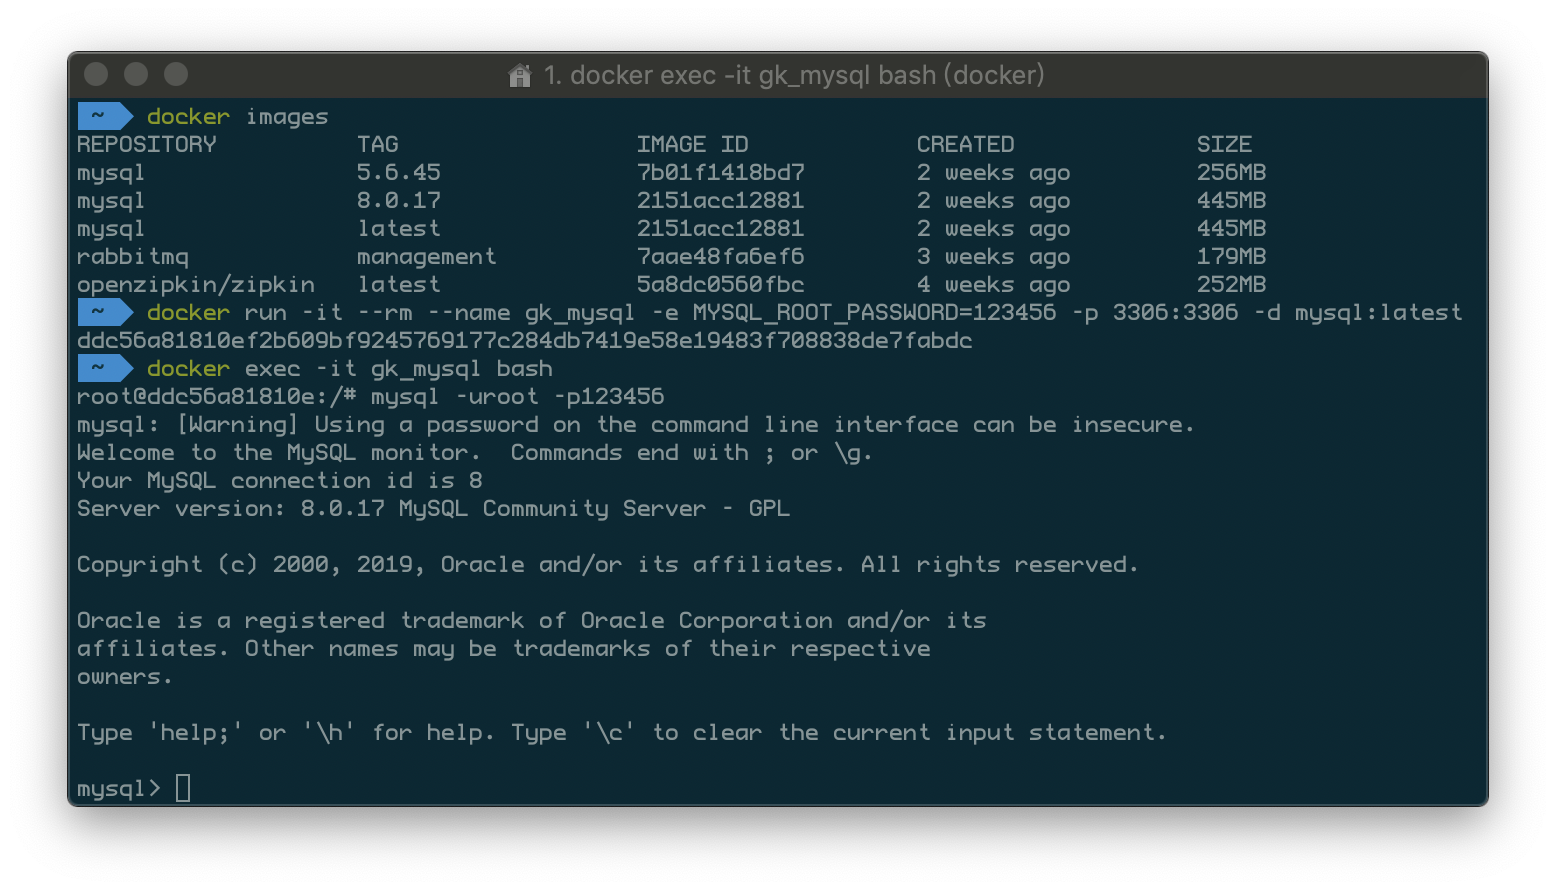 1. docker exec -it gk_mysql bash (docker)
~ docker images
REPOSITORY TAG IMAGE ID CREATED SIZE
mysql 5.6.45 7b01f1418bd7 2 weeks ago 256MB
mysql 8.0.17 2151acc12881 2 weeks ago 445MB
mysql latest 2151acc12881 2 weeks ago 445MB
rabbitmq management 7aae48fa6ef6 3 weeks ago 179MB
openzipkin/zipkin latest 5a8dc0560fbc 4 weeks ago 252MB
~ docker run -it --rm --name gk_mysql -e MYSQL_ROOT_PASSWORD=123456 -p 3306:3306 -d mysql:latest
ddc56a81810ef2b609bf9245769177c284db7419e58e19483f708838de7fabdc
~ docker exec -it gk_mysql bash
root@ddc56a81810e:/# mysql -uroot -p123456
mysql: [Warning] Using a password on the command line interface can be insecure.
Welcome to the MySQL monitor.  Commands end with ; or \g.
Your MySQL connection id is 8
Server version: 8.0.17 MySQL Community Server - GPL
Copyright (c) 2000, 2019, Oracle and/or its affiliates. All rights reserved.
Oracle is a registered trademark of Oracle Corporation and/or its
affiliates. Other names may be trademarks of their respective
owners.
Type 'help;' or '\h' for help. Type '\c' to clear the current input statement.
mysql>